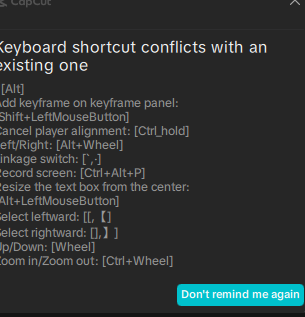 CapCut
Keyboard shortcut conflicts with an
existing one
[Alt]
Add keyframe on keyframe panel:
[Shift+LeftMouseButton]
Cancel player alignment: [Ctrl_hold]
Left/Right: [Alt+Wheel]
Linkage switch: [`,·]
Record screen: [Ctrl+Alt+P]
Resize the text box from the center:
[Alt+LeftMouseButton]
Select leftward: [[,【]
Select rightward: [],】]
Up/Down: [Wheel]
Zoom in/Zoom out: [Ctrl+Wheel]
Don't remind me again